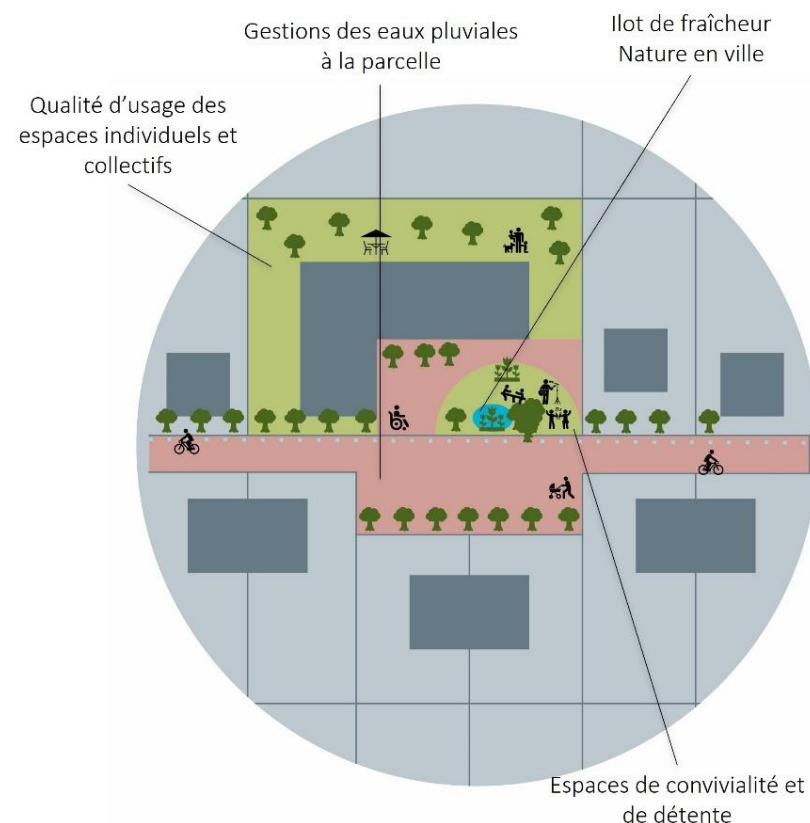 Gestions des eaux pluviales
à la parcelle
Ilot de fraîcheur
Nature en ville
Qualité d’usage des
espaces individuels et
collectifs
Espaces de convivialité et
de détente